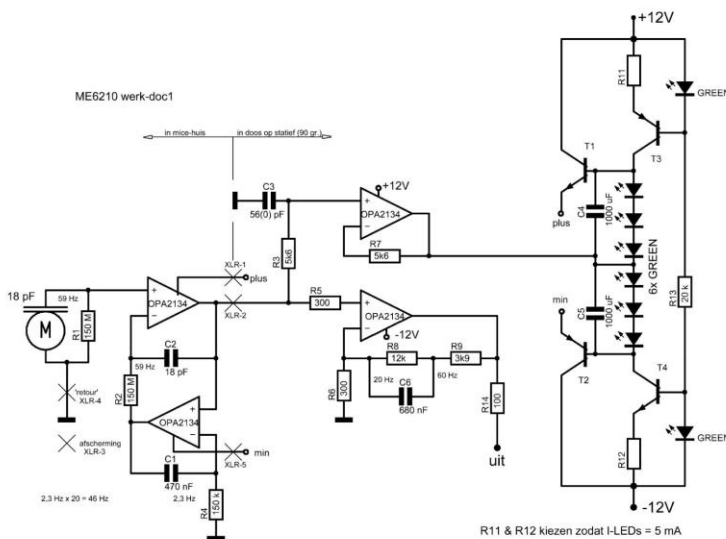 +12V
ME6210 werk-doc1
in mice-huis
in doos op statief (90 gr.)
R11
GREEN
T1
T3
C3
56(0) pF
+12V
+
−
OPA2134
R7
5k6
R3
5k6
plus
C4
1000 uF
XLR-1
plus
XLR-2
18 pF
59 Hz
M
R1
150 M
+
−
OPA2134
R5
300
+
−
OPA2134
-12V
6x GREEN
R13
20 k
min
C5
1000 uF
C2
18 pF
59 Hz
R2
150 M
R8
12k
R9
3k9
20 Hz
60 Hz
C6
680 nF
R6
300
R14
100
uit
T2
T4
'retour'
XLR-4
afscherming
XLR-3
+
−
OPA2134
min
XLR-5
C1
470 nF
2,3 Hz
R4
150 k
2,3 Hz x 20 = 46 Hz
R12
GREEN
-12V
R11 & R12 kiezen zodat I-LEDs = 5 mA